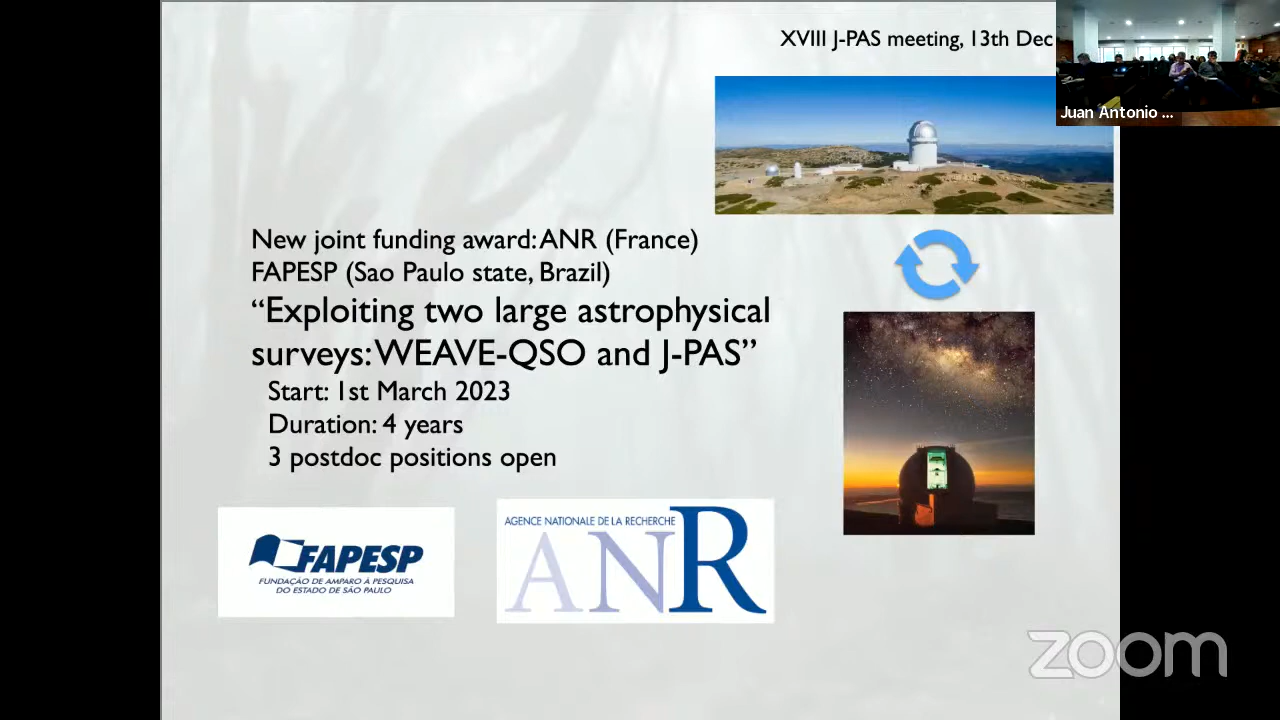 XVIII J-PAS meeting, 13th Dec
Juan Antonio ...
New joint funding award: ANR (France)
FAPESP (Sao Paulo state, Brazil)
“Exploiting two large astrophysical
surveys: WEAVE-QSO and J-PAS”
Start: 1st March 2023
Duration: 4 years
3 postdoc positions open
FAPESP
FUNDAÇÃO DE AMPARO À PESQUISA
DO ESTADO DE SÃO PAULO
AGENCE NATIONALE DE LA RECHERCHE
ANR
zoom